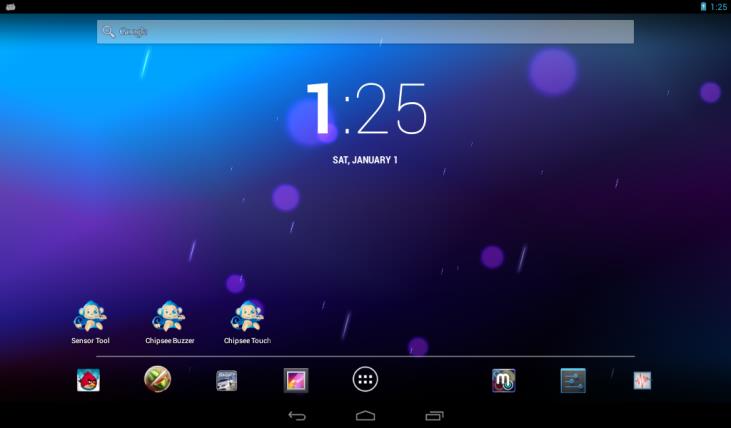 1:25
Google
1:25
SAT, JANUARY 1
Sensor Tool
Chipsee Buzzer
Chipsee Touch